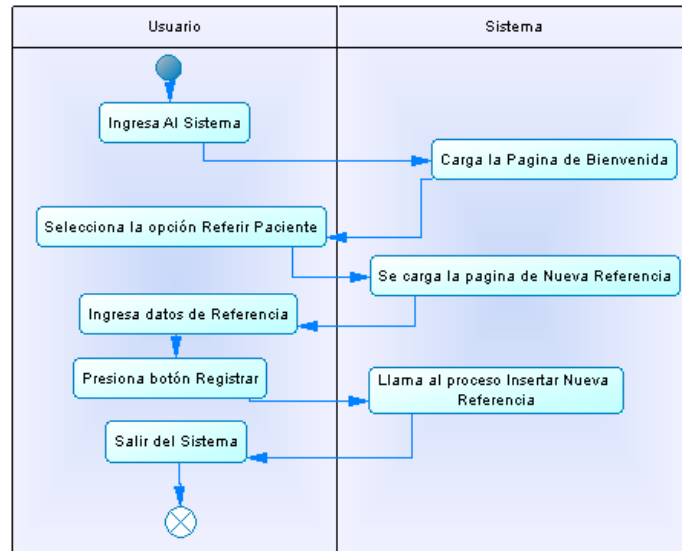 Usuario
Sistema
Ingresa Al Sistema
Carga la Pagina de Bienvenida
Selecciona la opción Referir Paciente
Se carga la pagina de Nueva Referencia
Ingresa datos de Referencia
Presiona botón Registrar
Llama al proceso Insertar Nueva
Referencia
Salir del Sistema